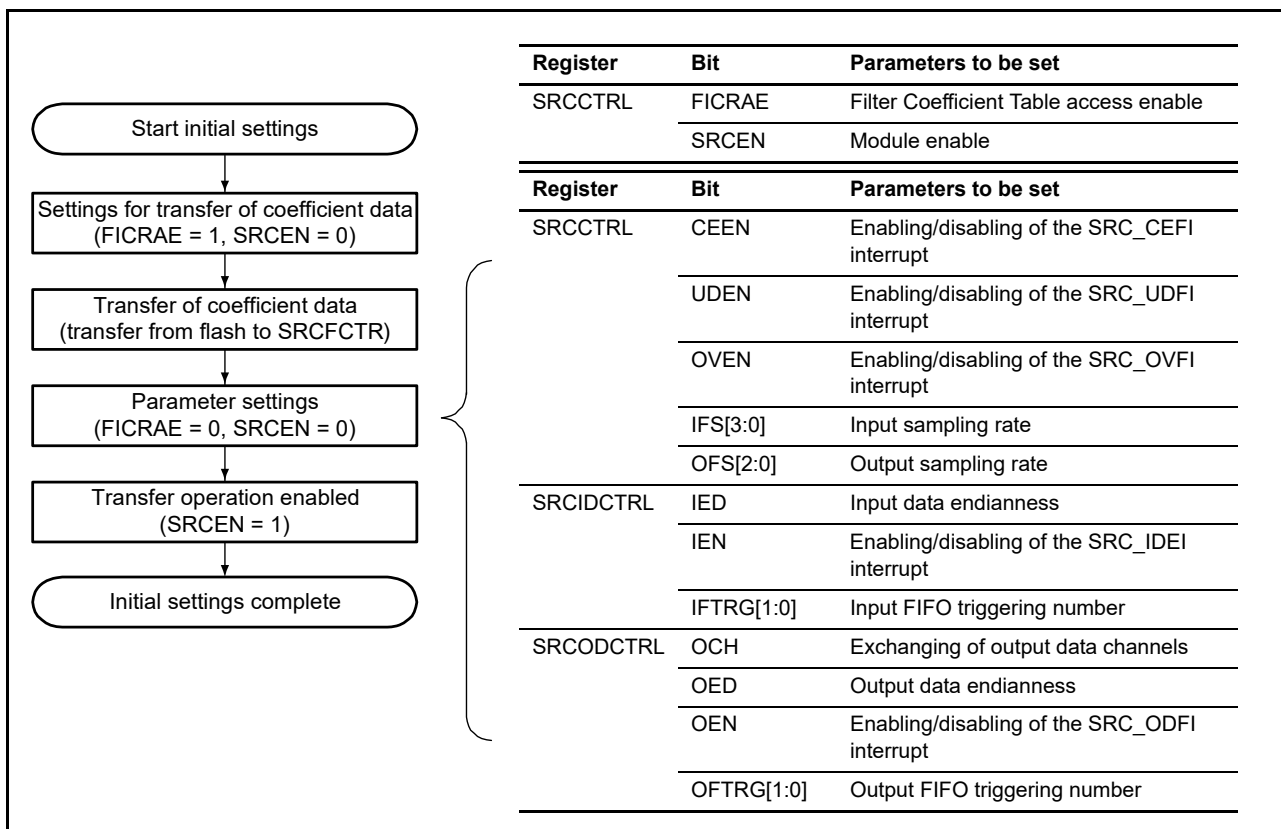 Start initial settings
Settings for transfer of coefficient data
(FICRAE = 1, SRCEN = 0)
Transfer of coefficient data
(transfer from flash to SRCFCTR)
Parameter settings
(FICRAE = 0, SRCEN = 0)
Transfer operation enabled
(SRCEN = 1)
Initial settings complete
Register Bit Parameters to be set
SRCCTRL FICRAE Filter Coefficient Table access enable
SRCEN Module enable
Register Bit Parameters to be set
SRCCTRL CEEN Enabling/disabling of the SRC_CEFI
interrupt
UDEN Enabling/disabling of the SRC_UDFI
interrupt
OVEN Enabling/disabling of the SRC_OVFI
interrupt
IFS[3:0] Input sampling rate
OFS[2:0] Output sampling rate
SRCIDCTRL IED Input data endianness
IEN Enabling/disabling of the SRC_IDEI
interrupt
IFTRG[1:0] Input FIFO triggering number
SRCODCTRL OCH Exchanging of output data channels
OED Output data endianness
OEN Enabling/disabling of the SRC_ODFI
interrupt
OFTRG[1:0] Output FIFO triggering number